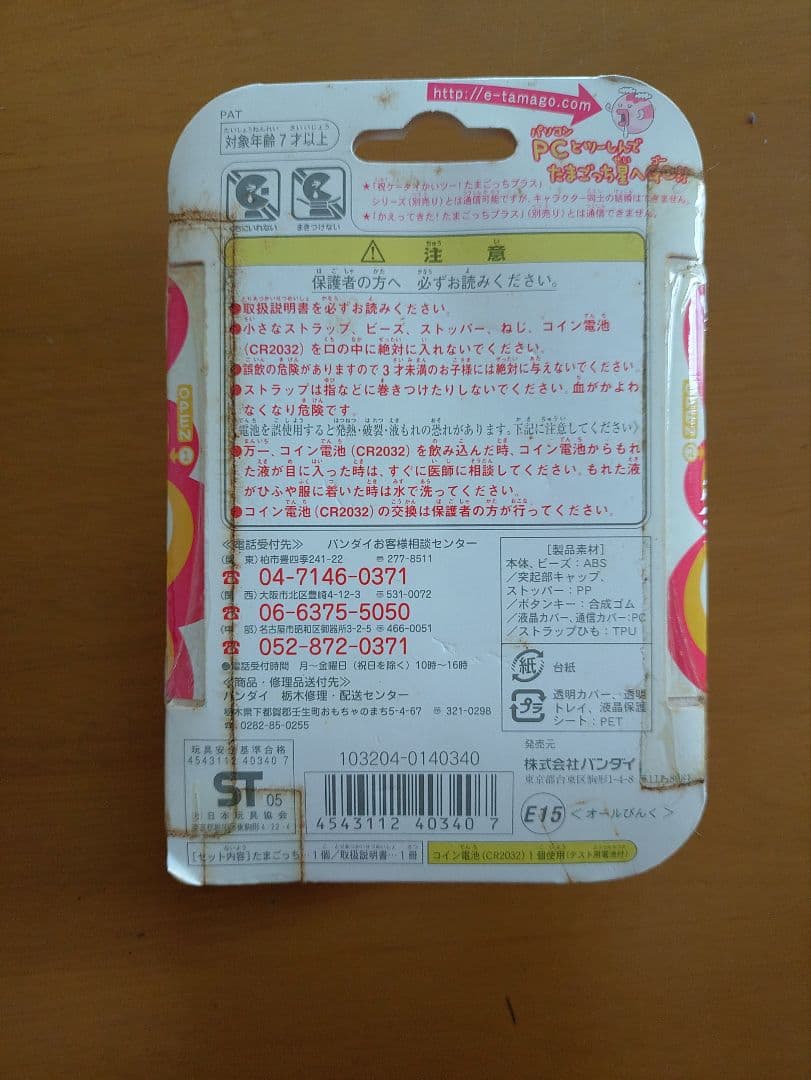 http://e-tamago.com
PAT
対象年齢7才以上
パソコン
PCとツーしんで
たまごっち星へ
口にいれない
まきつけない
★「祝ケータイかいツー!たまごっちプラス」
シリーズ(別売り)とは通信可能ですが、キャラクター同士の結婚はできません。
★「かえってきた!たまごっちプラス」(別売り)とは通信できません。
注意
保護者の方へ 必ずお読みください。
●取扱説明書を必ずお読みください。
●小さなストラップ、ビーズ、ストッパー、ねじ、コイン電池
(CR2032)を口の中に絶対に入れないでください。
●誤飲の危険がありますので3才未満のお子様には絶対に与えないでください。
●ストラップは指などに巻きつけたりしないでください。血がかよわ
なくなり危険です。
電池を誤使用すると発熱・破裂・液もれの恐れがあります。下記に注意してください〉
●万一、コイン電池(CR2032)を飲み込んだ時、コイン電池からもれ
た液が目に入った時は、すぐに医師に相談してください。もれた液
がひふや服に着いた時は水で洗ってください。
●コイン電池(CR2032)の交換は保護者の方が行ってください。
OPEN
≪電話受付先≫ バンダイお客様相談センター
(関 東)柏市豊四季241-22 〒277-8511
☎ 04-7146-0371
(関 西)大阪市北区豊崎4-12-3 〒531-0072
☎ 06-6375-5050
(中 部)名古屋市昭和区御器所3-2-5 〒466-0051
☎ 052-872-0371
●電話受付時間 月〜金曜日(祝日を除く)10時〜16時
≪商品・修理品送付先≫
バンダイ 栃木修理・配送センター
栃木県下都賀郡壬生町おもちゃのまち5-4-67 〒321-0298
☎0282-85-0255
[製品素材]
本体、ビーズ:ABS
/突起部キャップ、
ストッパー:PP
/ボタンキー:合成ゴム
/液晶カバー、通信カバー:PC
/ストラップひも:TPU
紙 台紙
プラ 透明カバー、透明
トレイ、液晶保護
シート:PET
発売元
株式会社バンダイ
東京都台東区駒形1-4-8
玩具安全基準合格
4543112 40340 7
ST 05
日本玩具協会
103204-0140340
4543112 403407
E15 <オールぴんく>
[セット内容]たまごっち…1個/取扱説明書…1冊
コイン電池(CR2032)1個使用(テスト用電池付)